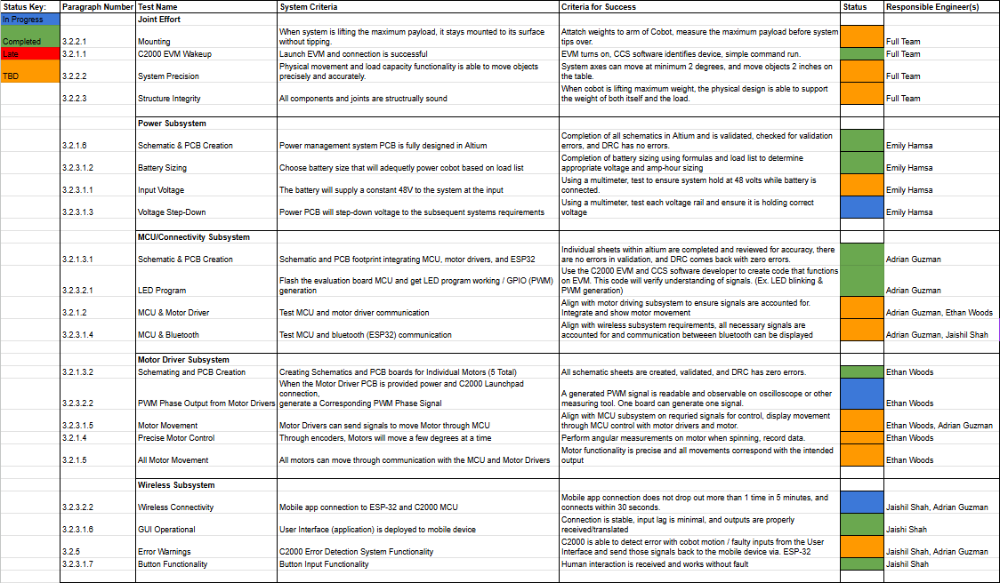 Status Key: Paragraph Number Test Name System Criteria Criteria for Success Status Responsible Engineer(s)
In Progress Joint Effort
Completed 3.2.2.1 Mounting When system is lifting the maximum payload, it stays mounted to its surface
without tipping. Attatch weights to arm of Cobot, measure the maximum payload before system
tips over. Full Team
Late 3.2.1.1 C2000 EVM Wakeup Launch EVM and connection is successful EVM turns on, CCS software identifies device, simple command run. Full Team
TBD 3.2.2.2 System Precision Physical movement and load capacity functionality is able to move objects
precisely and accurately. System axes can move at minimum 2 degrees, and move objects 2 inches on
the table. Full Team
3.2.2.3 Structure Integrity All components and joints are structrually sound When cobot is lifting maximum weight, the physical design is able to support
the weight of both itself and the load. Full Team
Power Subsystem
3.2.1.6 Schematic & PCB Creation Power management system PCB is fully designed in Altium Completion of all schematics in Altium and is validated, checked for validation
errors, and DRC has no errors. Emily Hamsa
3.2.3.1.2 Battery Sizing Choose battery size that will adequetly power cobot based on load list Completion of battery sizing using formulas and load list to determine
appropriate voltage and amp-hour sizing Emily Hamsa
3.2.3.1.1 Input Voltage The battery will supply a constant 48V to the system at the input Using a multimeter, test to ensure system hold at 48 volts while battery is
connected. Emily Hamsa
3.2.3.1.3 Voltage Step-Down Power PCB will step-down voltage to the subsequent systems requirements Using a multimeter, test each voltage rail and ensure it is holding correct
voltage Emily Hamsa
MCU/Connectivity Subsystem
3.2.1.3.1 Schematic & PCB Creation Schematic and PCB footprint integrating MCU, motor drivers, and ESP32 Individual sheets within altium are completed and reviewed for accuracy, there
are no errors in validation, and DRC comes back with zero errors. Adrian Guzman
3.2.3.2.1 LED Program Flash the evaluation board MCU and get LED program working / GPIO (PWM)
generation Use the C2000 EVM and CCS software developer to create code that functions
on EVM. This code will verify understanding of signals. (Ex. LED blinking &
PWM generation) Adrian Guzman
3.2.1.2 MCU & Motor Driver Test MCU and motor driver communication Align with motor driving subsystem to ensure signals are accounted for.
Integrate and show motor movement Adrian Guzman, Ethan Woods
3.2.3.1.4 MCU & Bluetooth Test MCU and bluetooth (ESP32) communication Align with wireless subsystem requirements, all necessary signals are
accounted for and communication betweeen bluetooth can be displayed Adrian Guzman, Jaishil Shah
Motor Driver Subsystem
3.2.1.3.2 Schemating and PCB Creation Creating Schematics and PCB boards for Individual Motors (5 Total) All schematic sheets are created, validated, and DRC has zero errors. Ethan Woods
3.2.3.2.2 PWM Phase Output from Motor Drivers When the Motor Driver PCB is provided power and C2000 Launchpad
connection,
generate a Corresponding PWM Phase Signal A generated PWM signal is readable and observable on oscilloscope or other
measuring tool. One board can generate one signal. Ethan Woods
3.2.3.1.5 Motor Movement Motor Drivers can send signals to move Motor through MCU Align with MCU subsystem on requried signals for control, display movement
through MCU control with motor drivers and motor. Ethan Woods, Adrian Guzman
3.2.1.4 Precise Motor Control Through encoders, Motors will move a few degrees at a time Perform angular measurements on motor when spinning, record data. Ethan Woods
3.2.1.5 All Motor Movement All motors can move through communication with the MCU and Motor Drivers Motor functionality is precise and all movements correspond with the intended
output Ethan Woods
Wireless Subsystem
3.2.3.2.2 Wireless Connectivity Mobile app connection to ESP-32 and C2000 MCU Mobile app connection does not drop out more than 1 time in 5 minutes, and
connects within 30 seconds. Jaishil Shah, Adrian Guzman
3.2.3.1.6 GUI Operational User Interface (application) is deployed to mobile device Connection is stable, input lag is minimal, and outputs are properly
received/translated Jaishi Shah
3.2.5 Error Warnings C2000 Error Detection System Functionality C2000 is able to detect error with cobot motion / faulty inputs from the User
Interface and send those signals back to the mobile device via. ESP-32 Jaishil Shah, Adrian Guzman
3.2.3.1.7 Button Functionality Button Input Functionality Human interaction is received and works without fault Jaishil Shah